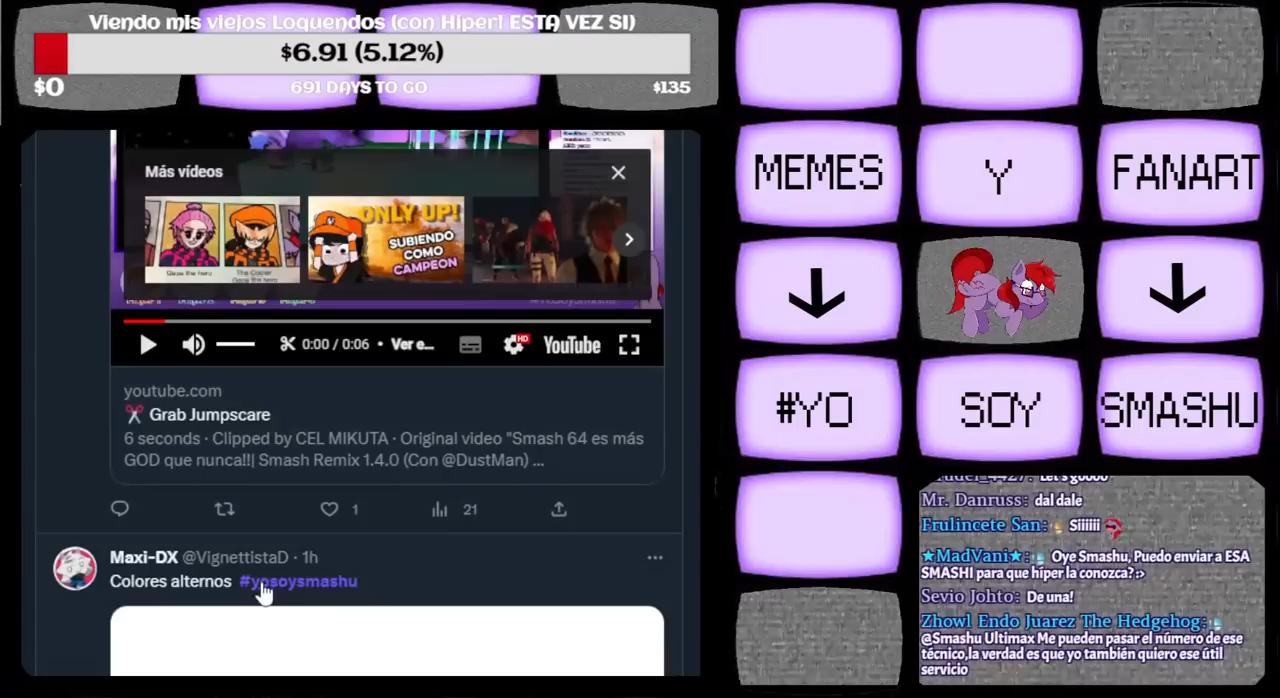 Viendo mis viejos Loquendos (con Hiper! ESTA VEZ SI)
$6.91 (5.12%)
$0
691 DAYS TO GO
$135
MEMES Y FANART
#YO SOY SMASHU
Más vídeos
ONLY UP!
SUBIENDO
COMO
CAMPEON
0:00 / 0:06 • Ver e...
HD
YouTube
youtube.com
Grab Jumpscare
6 seconds · Clipped by CEL MIKUTA · Original video "Smash 64 es más
GOD que nunca!!| Smash Remix 1.4.0 (Con @DustMan) ...
1
21
Maxi-DX @VignettistaD · 1h
Colores alternos #yosoysmashu
Let's goooo
Mr. Danruss: dal dale
Frulincete San: Siiiiii
★MadVani★: Oye Smashu, Puedo enviar a ESA
SMASHI para que hiper la conozca? :>
Sevio Johto: De una!
Zhowl Endo Juarez The Hedgehog:
@Smashu Ultimax Me pueden pasar el número de ese
técnico,la verdad es que yo también quiero ese útil
servicio